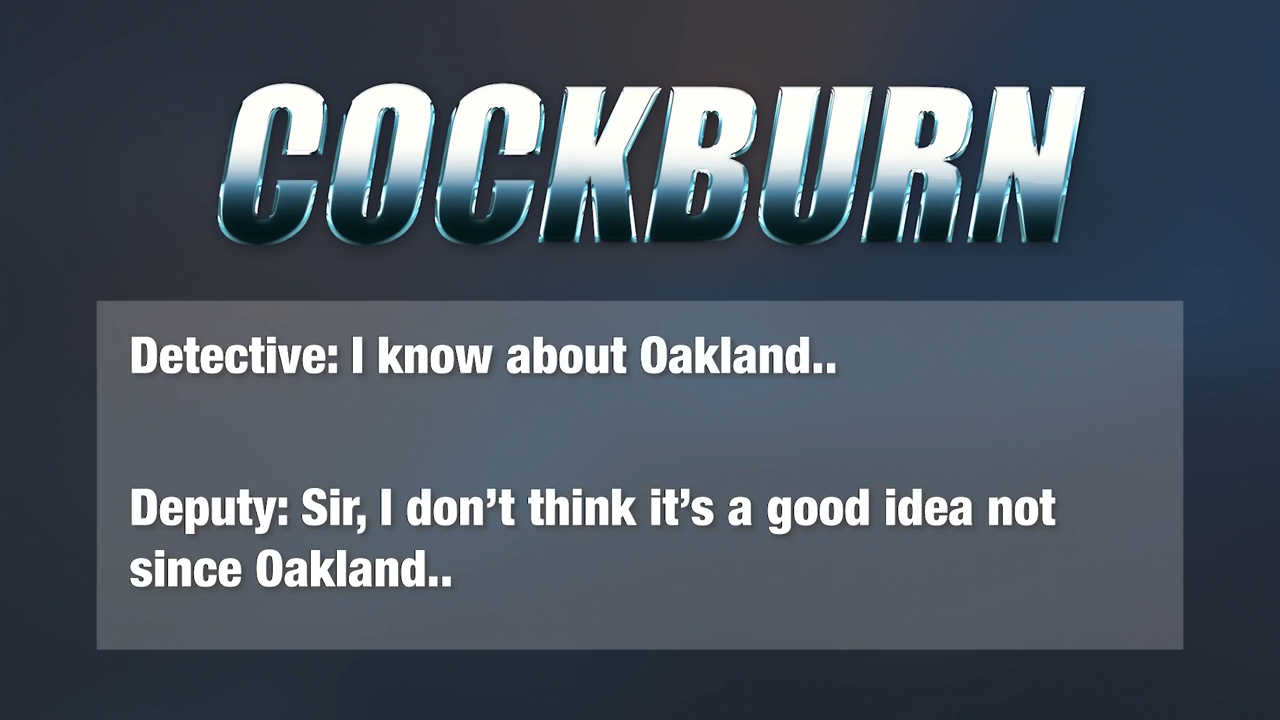 COCKBURN
Detective: I know about Oakland..
Deputy: Sir, I don’t think it’s a good idea not
since Oakland..